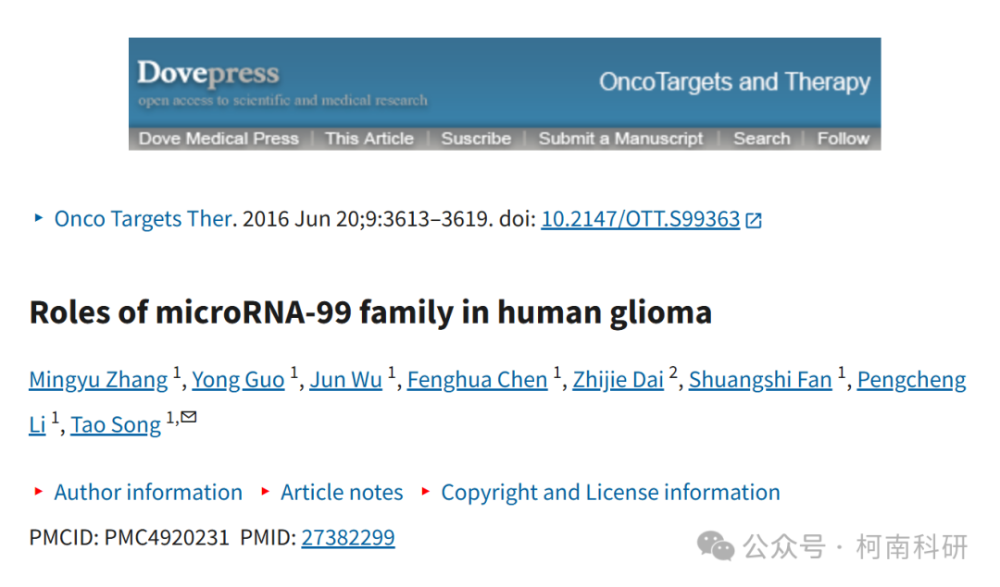 Dovepress
open access to scientific and medical research
OncoTargets and Therapy
Dove Medical Press | This Article | Suscribe | Submit a Manuscript | Search | Follow
Onco Targets Ther. 2016 Jun 20;9:3613–3619. doi: 10.2147/OTT.S99363
Roles of microRNA-99 family in human glioma
Mingyu Zhang 1, Yong Guo 1, Jun Wu 1, Fenghua Chen 1, Zhijie Dai 2, Shuangshi Fan 1, Pengcheng
Li 1, Tao Song 1,✉
Author information Article notes Copyright and License information
PMCID: PMC4920231 PMID: 27382299
公众号 · 柯南科研